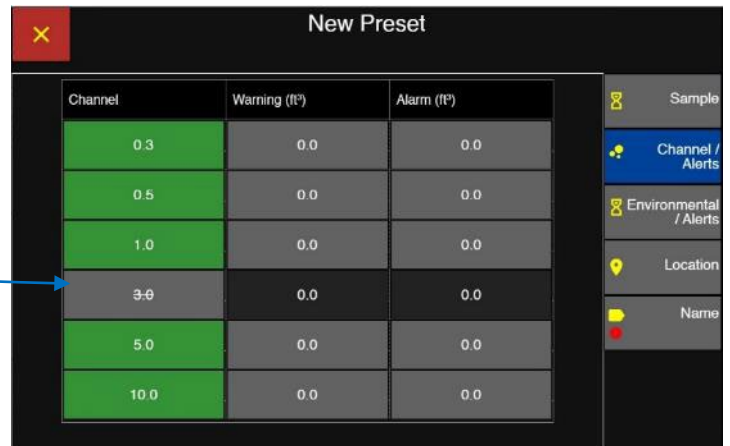 ×
New Preset
Channel Warning (ft³) Alarm (ft³)
0.3 0.0 0.0
0.5 0.0 0.0
1.0 0.0 0.0
3.0 0.0 0.0
5.0 0.0 0.0
10.0 0.0 0.0
Sample
Channel /
Alerts
Environmental
/ Alerts
Location
Name